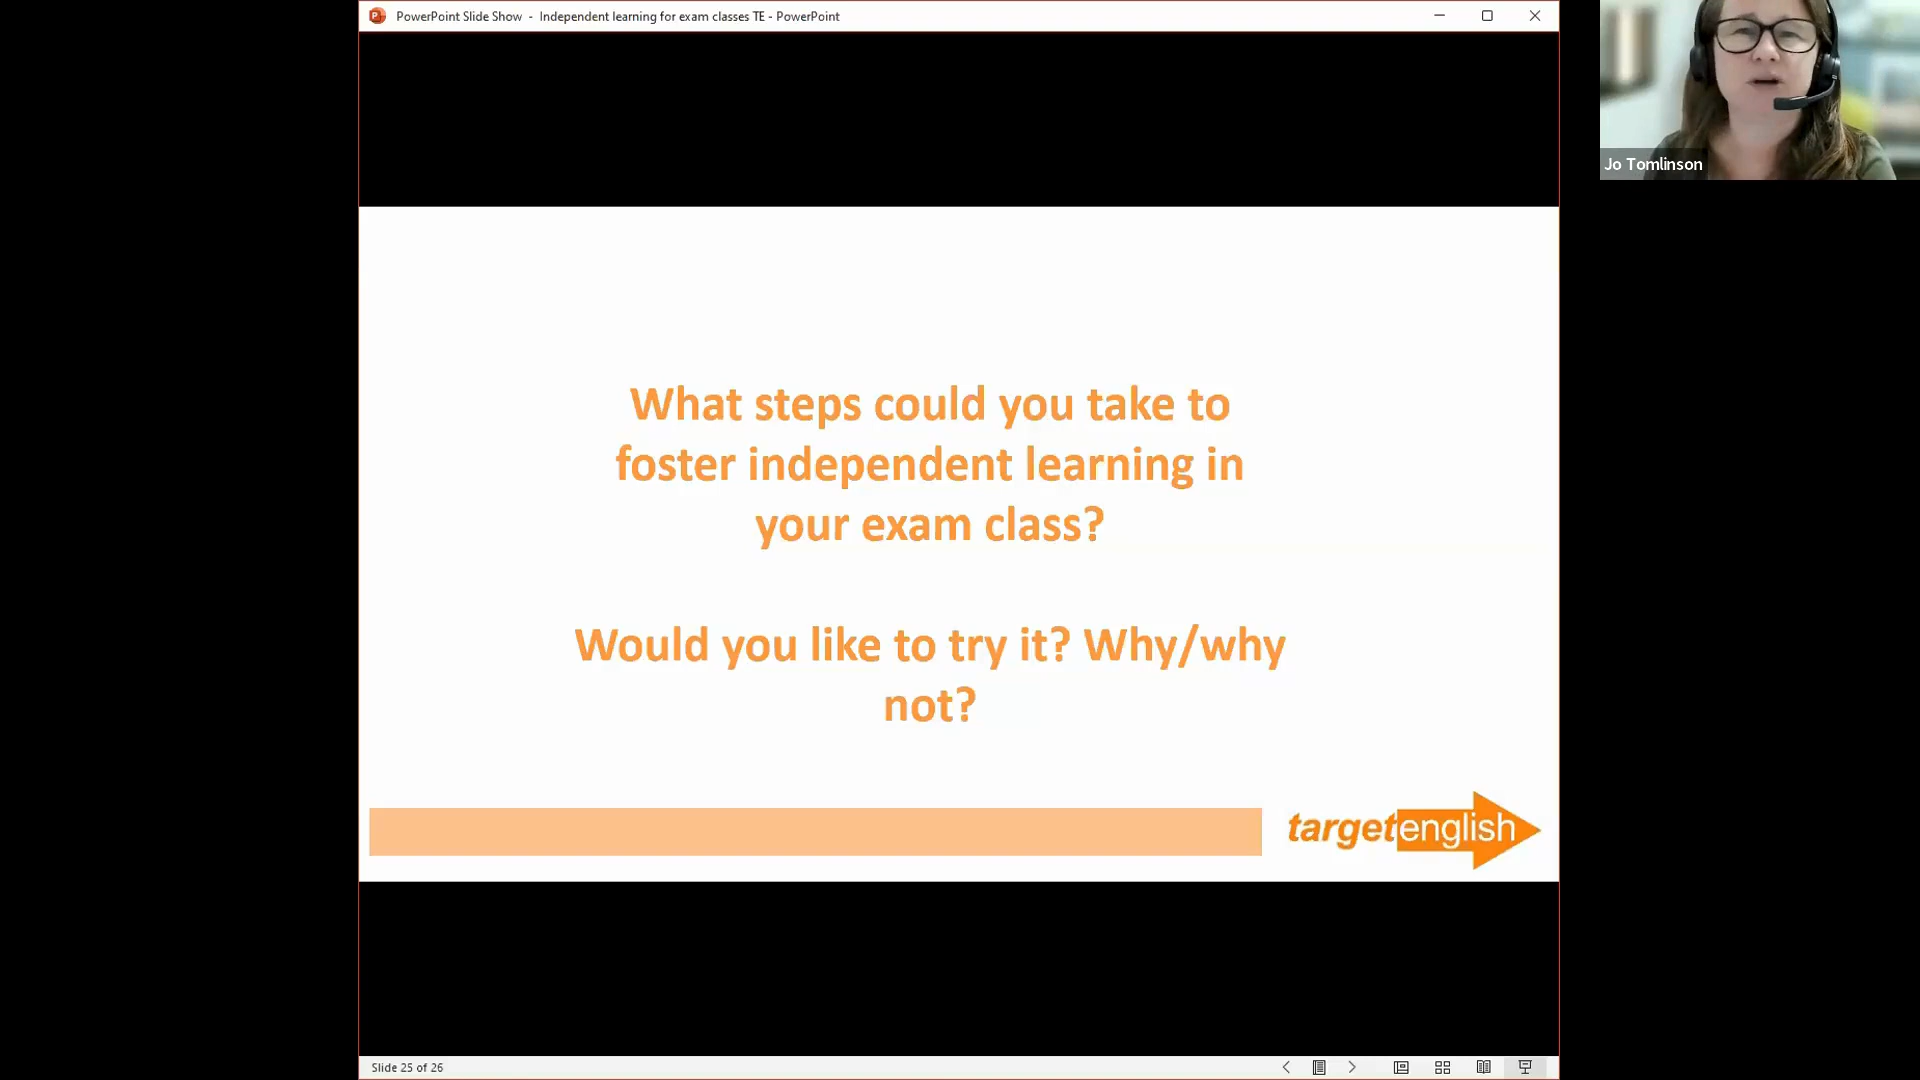 PowerPoint Slide Show - Independent learning for exam classes TE - PowerPoint
Jo Tomlinson
What steps could you take to
foster independent learning in
your exam class?
Would you like to try it? Why/why
not?
targetenglish
Slide 25 of 26